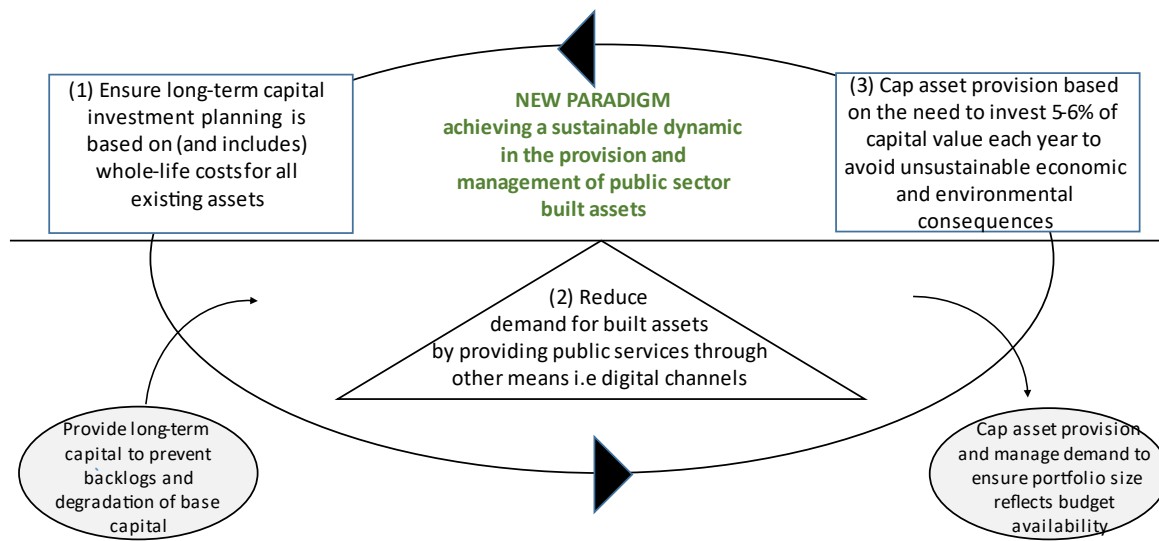 (1) Ensure long-term capital
investment planning is
based on (and includes)
whole-life costs for all
existing assets
NEW PARADIGM
achieving a sustainable dynamic
in the provision and
management of public sector
built assets
(3) Cap asset provision based
on the need to invest 5-6% of
capital value each year to
avoid unsustainable economic
and environmental
consequences
(2) Reduce
demand for built assets
by providing public services through
other means i.e digital channels
Provide long-term
capital to prevent
backlogs and
degradation of base
capital
Cap asset provision
and manage demand to
ensure portfolio size
reflects budget
availability